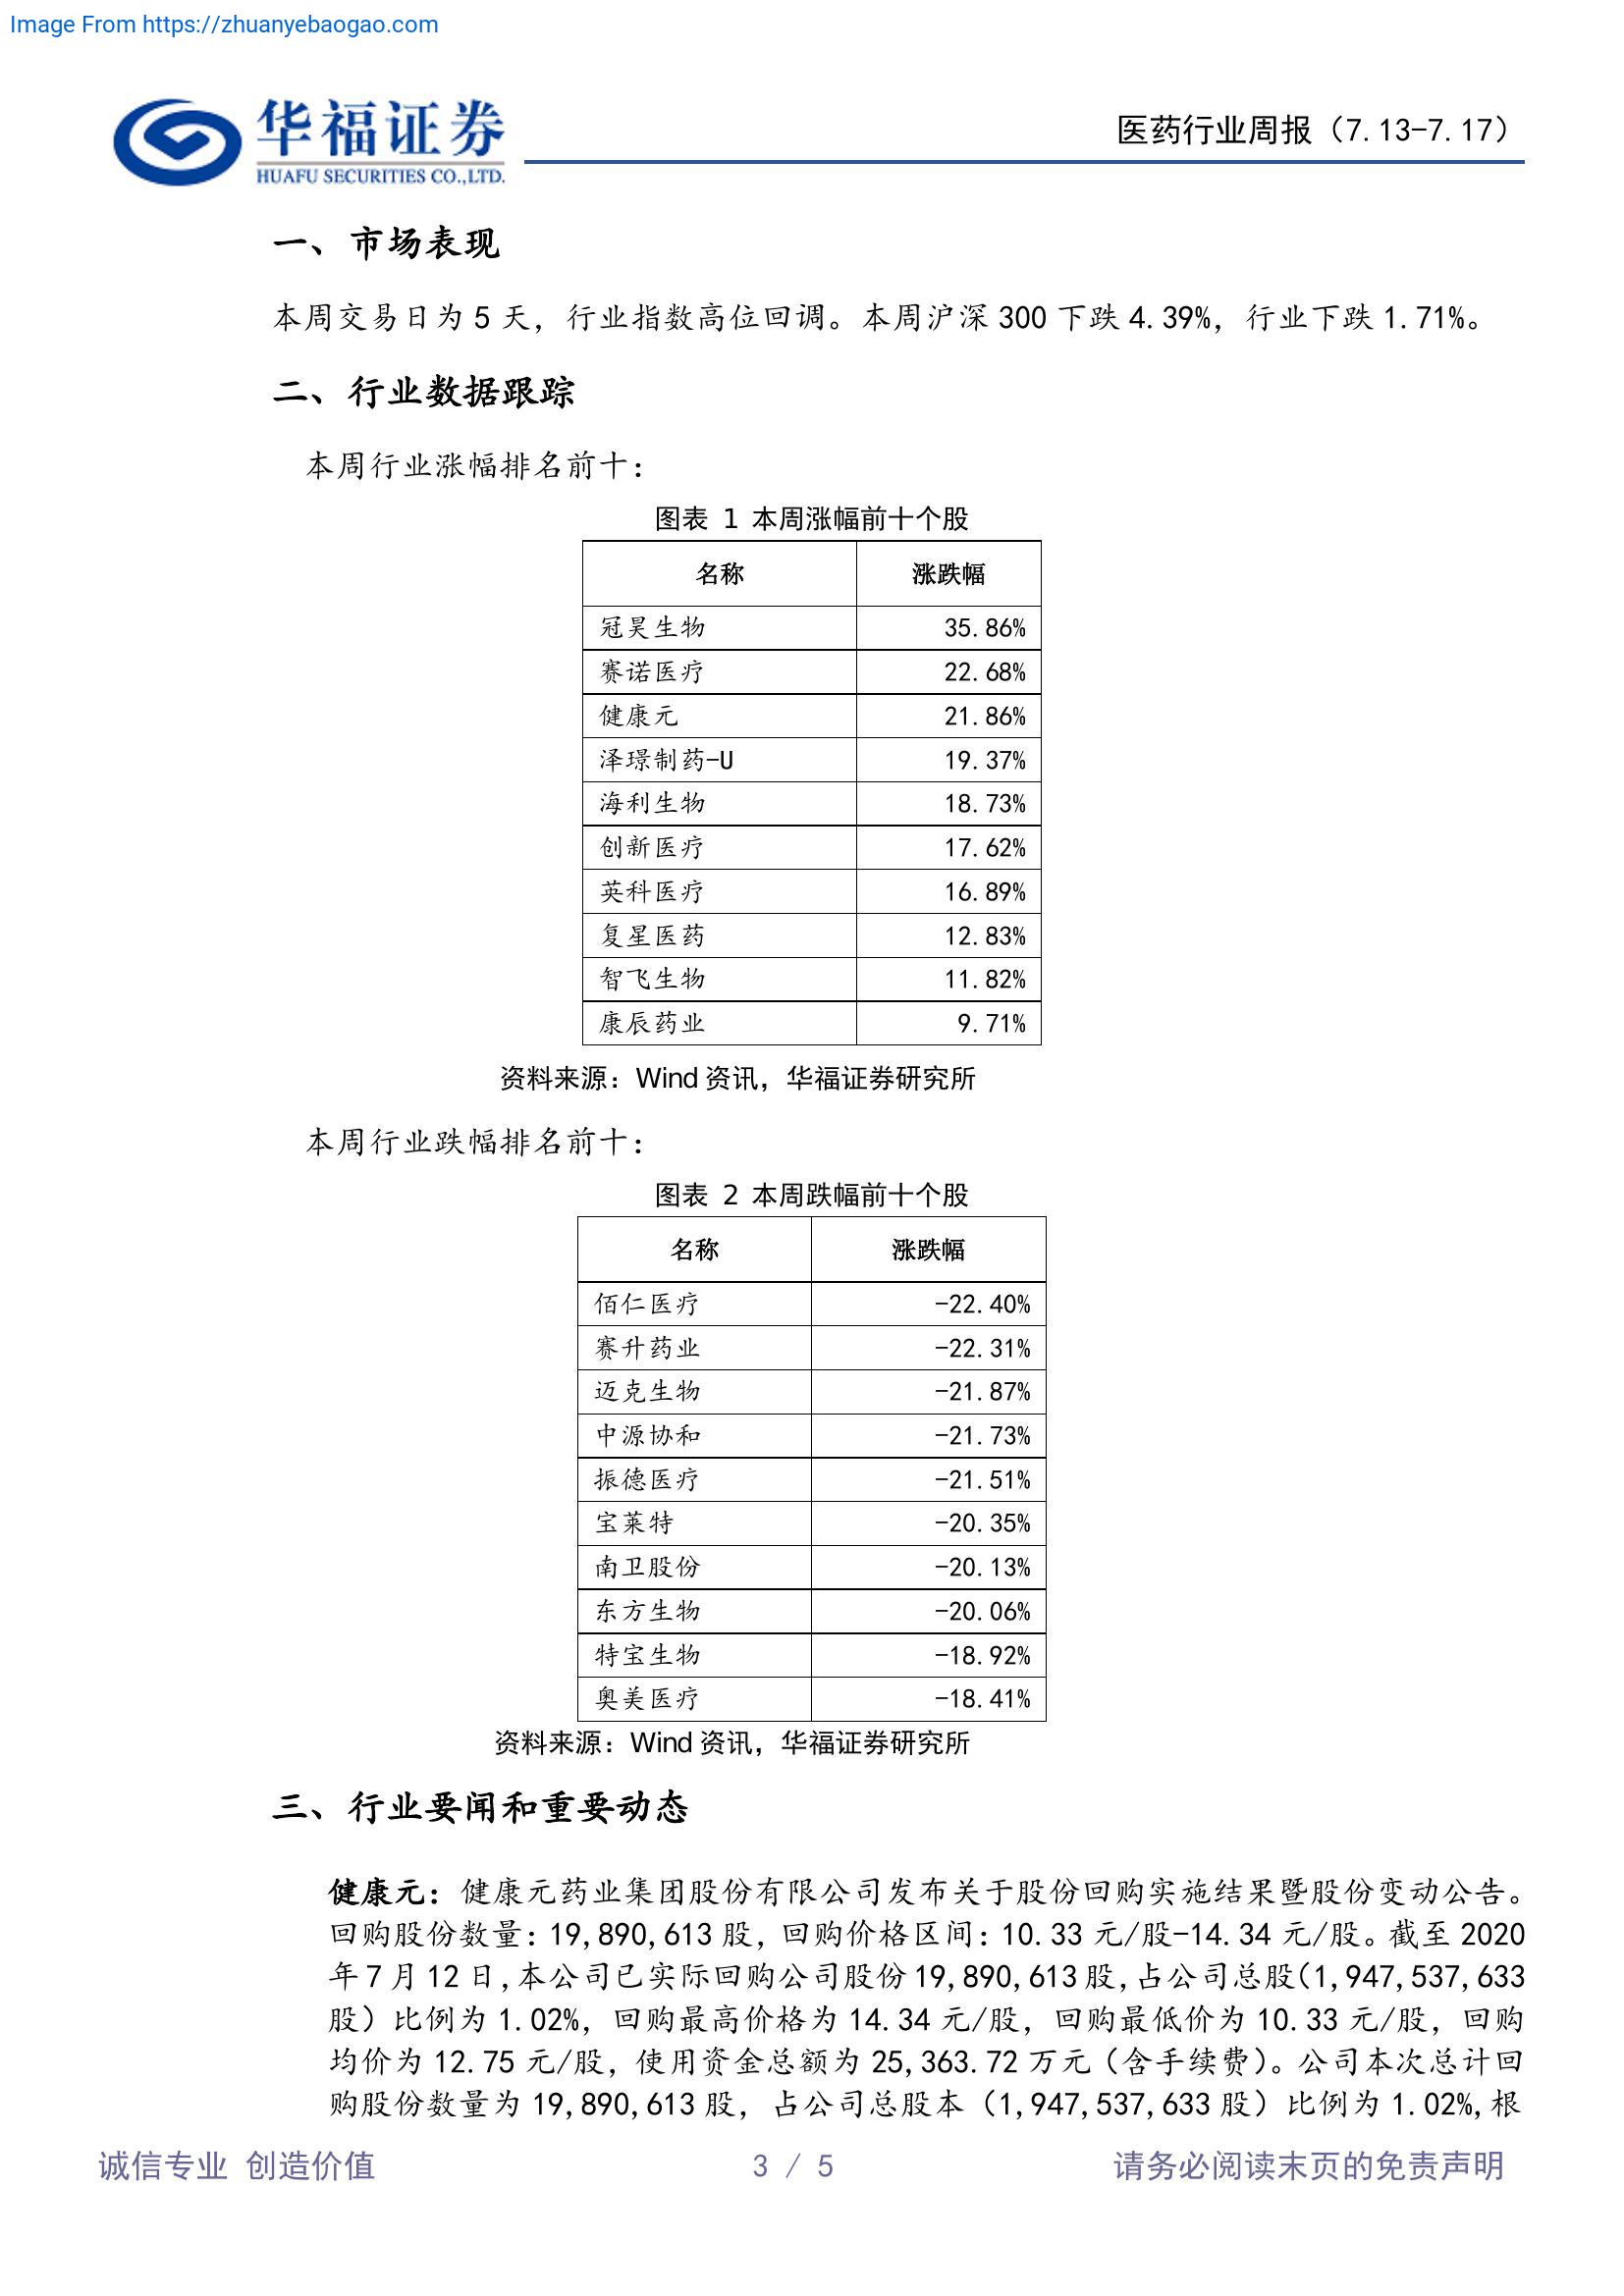 Image From https://zhuanyebaogao.com
华福证券
HUAFU SECURITIES CO.,LTD.
医药行业周报（7.13-7.17）
一、市场表现
本周交易日为 5 天，行业指数高位回调。本周沪深 300 下跌 4.39%，行业下跌 1.71%。
二、行业数据跟踪
本周行业涨幅排名前十：
图表 1 本周涨幅前十个股
名称 涨跌幅
冠昊生物 35.86%
赛诺医疗 22.68%
健康元 21.86%
泽璟制药-U 19.37%
海利生物 18.73%
创新医疗 17.62%
英科医疗 16.89%
复星医药 12.83%
智飞生物 11.82%
康辰药业 9.71%
资料来源：Wind 资讯，华福证券研究所
本周行业跌幅排名前十：
图表 2 本周跌幅前十个股
名称 涨跌幅
佰仁医疗 -22.40%
赛升药业 -22.31%
迈克生物 -21.87%
中源协和 -21.73%
振德医疗 -21.51%
宝莱特 -20.35%
南卫股份 -20.13%
东方生物 -20.06%
特宝生物 -18.92%
奥美医疗 -18.41%
资料来源：Wind 资讯，华福证券研究所
三、行业要闻和重要动态
健康元：健康元药业集团股份有限公司发布关于股份回购实施结果暨股份变动公告。
回购股份数量：19,890,613 股，回购价格区间：10.33 元/股-14.34 元/股。截至 2020
年 7 月 12 日,本公司已实际回购公司股份 19,890,613 股,占公司总股（1,947,537,633
股）比例为 1.02%，回购最高价格为 14.34 元/股，回购最低价为 10.33 元/股，回购
均价为 12.75 元/股，使用资金总额为 25,363.72 万元（含手续费）。公司本次总计回
购股份数量为 19,890,613 股，占公司总股本（1,947,537,633 股）比例为 1.02%,根
诚信专业 创造价值
3 / 5
请务必阅读末页的免责声明